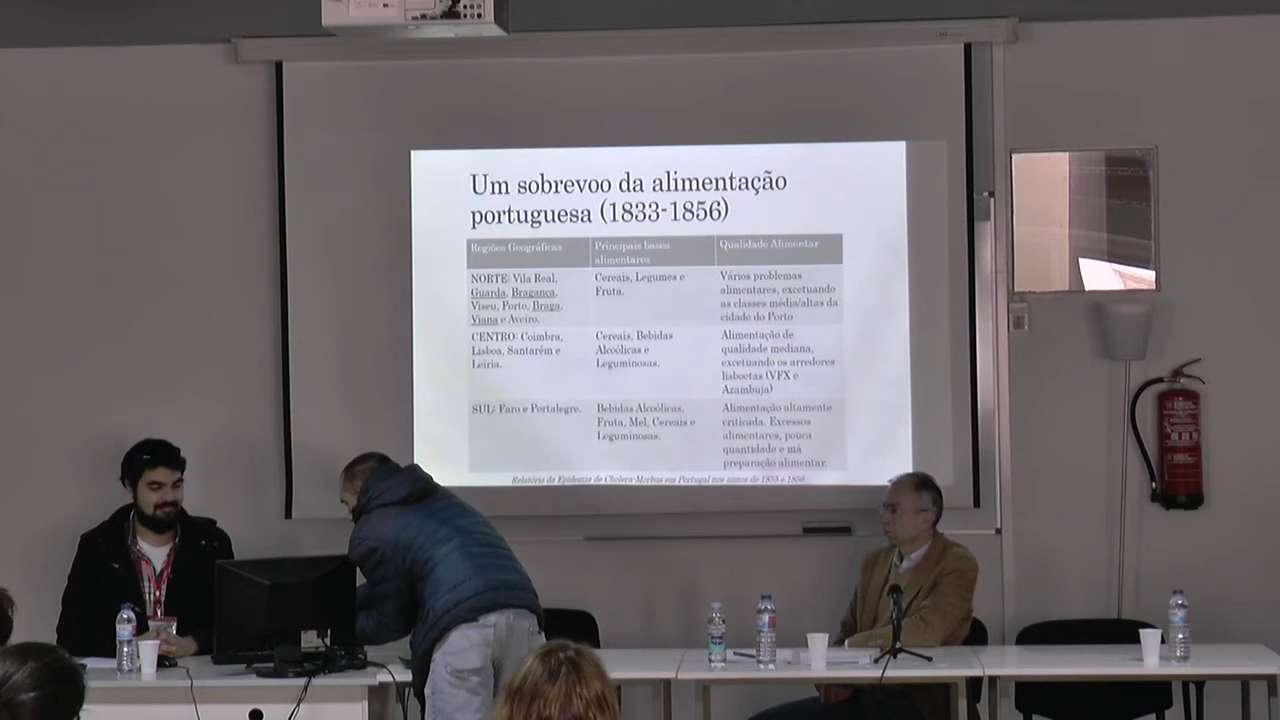 Um sobrevoo da alimentação
portuguesa (1833-1856)
Regiões Geográficas
Principais bases
alimentares
Qualidade Alimentar
NORTE: Vila Real,
Guarda, Bragança,
Viseu, Porto, Braga,
Viana e Aveiro.
Cereais, Legumes e
Fruta.
Vários problemas
alimentares, excetuando
as classes média/altas da
cidade do Porto
CENTRO: Coimbra,
Lisboa, Santarém e
Leiria.
Cereais, Bebidas
Alcoólicas e
Leguminosas.
Alimentação de
qualidade mediana,
excetuando os arredores
lisboetas (VFX e
Azambuja)
SUL: Faro e Portalegre.
Bebidas Alcoólicas,
Fruta, Mel, Cereais e
Leguminosas.
Alimentação altamente
criticada. Excessos
alimentares, pouca
quantidade e má
preparação alimentar.
Relatório da Epidemia de Cholera-Morbus em Portugal nos annos de 1855 e 1856